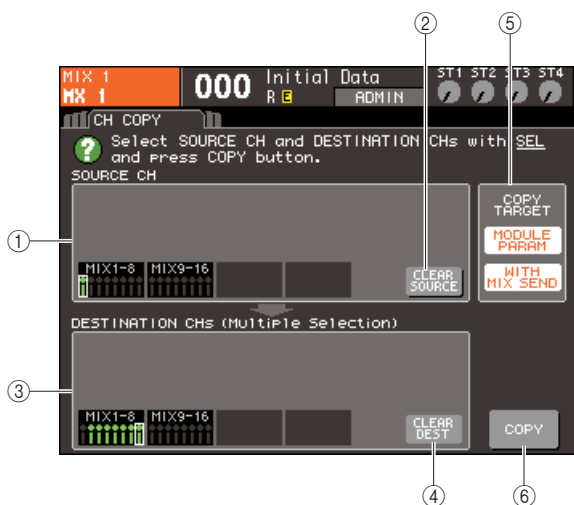 ② ⑤
MIX 1
MX 1
000
Initial Data
R E ADMIN
ST1 ST2 ST3 ST4
CH COPY
? Select SOURCE CH and DESTINATION CHs with SEL
and press COPY button.
SOURCE CH
①
MIX1-8 MIX9-16
CLEAR
SOURCE
COPY
TARGET
MODULE
PARAM
WITH
MIX SEND
DESTINATION CHs (Multiple Selection)
③
MIX1-8 MIX9-16
CLEAR
DEST
COPY
④ ⑥